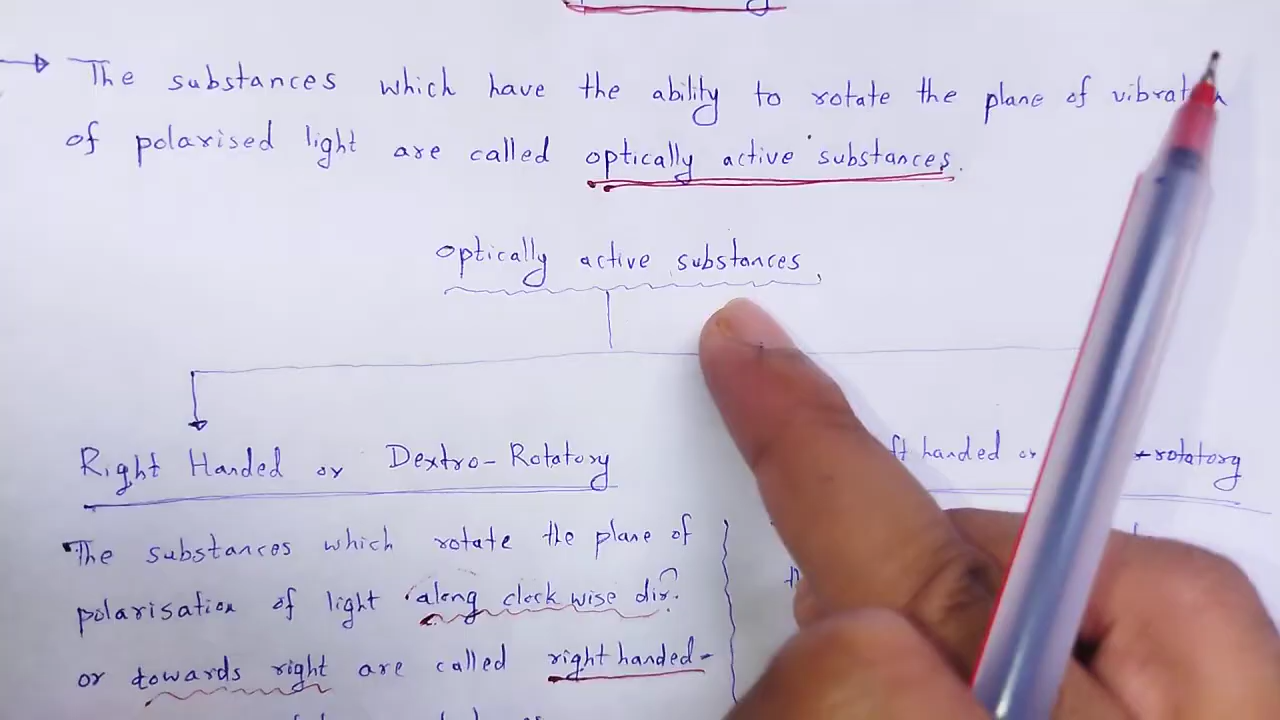 The substances which have the ability to rotate the plane of
of polarised light are called optically active substances.
optically active substances,
Right Handed or Dextro-Rotatory
handed or rotatory
The substances which rotate the plane of
polarisation of light along clockwise dir.
or towards right are called right handed-